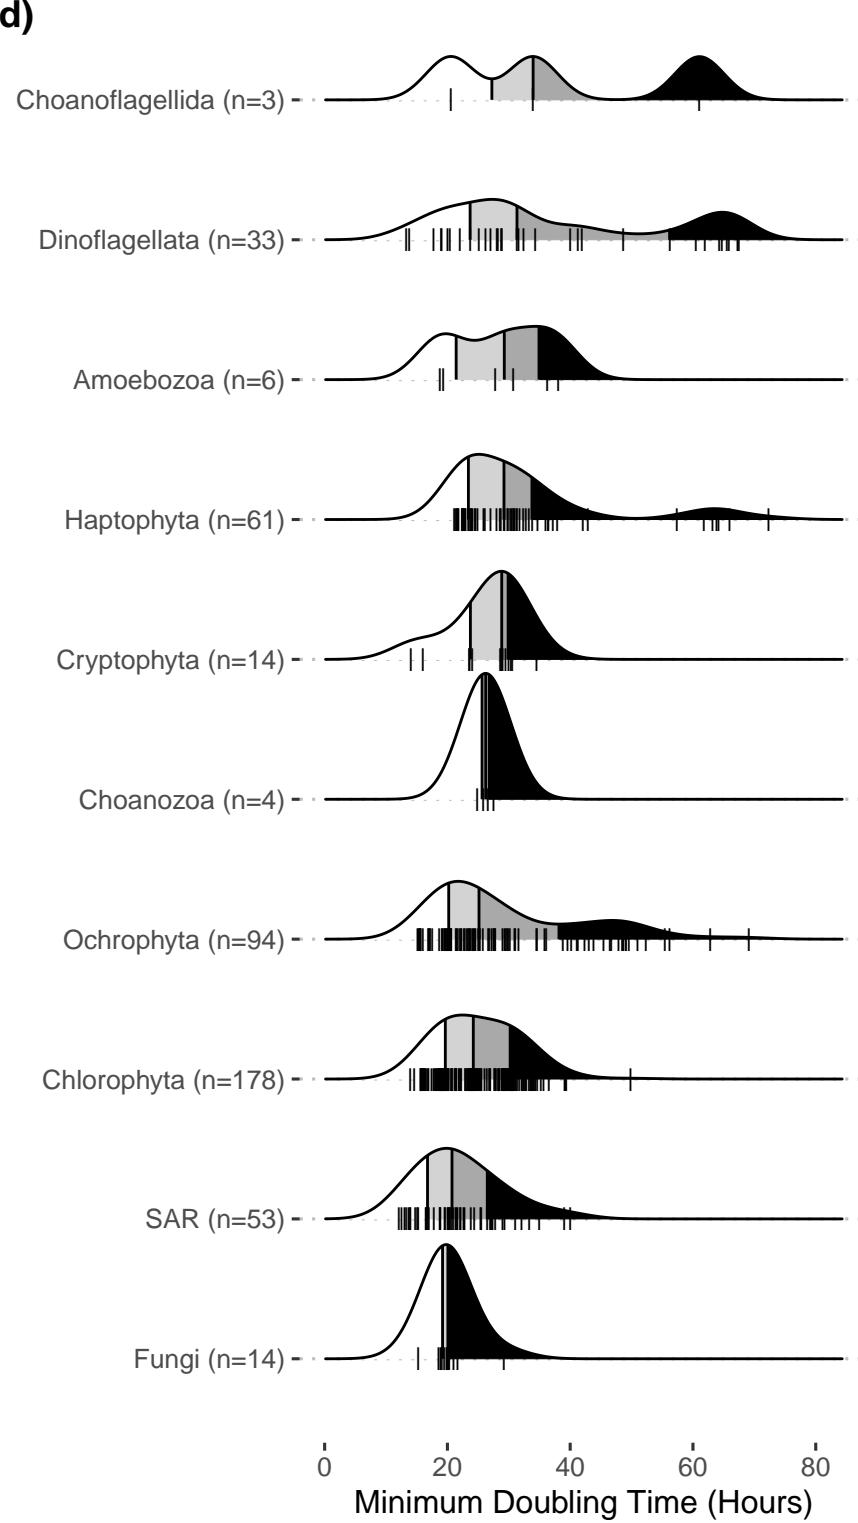 d)
Choanoflagellida (n=3)
Dinoflagellata (n=33)
Amoebozoa (n=6)
Haptophyta (n=61)
Cryptophyta (n=14)
Choanozoa (n=4)
Ochrophyta (n=94)
Chlorophyta (n=178)
SAR (n=53)
Fungi (n=14)
0 20 40 60 80
Minimum Doubling Time (Hours)